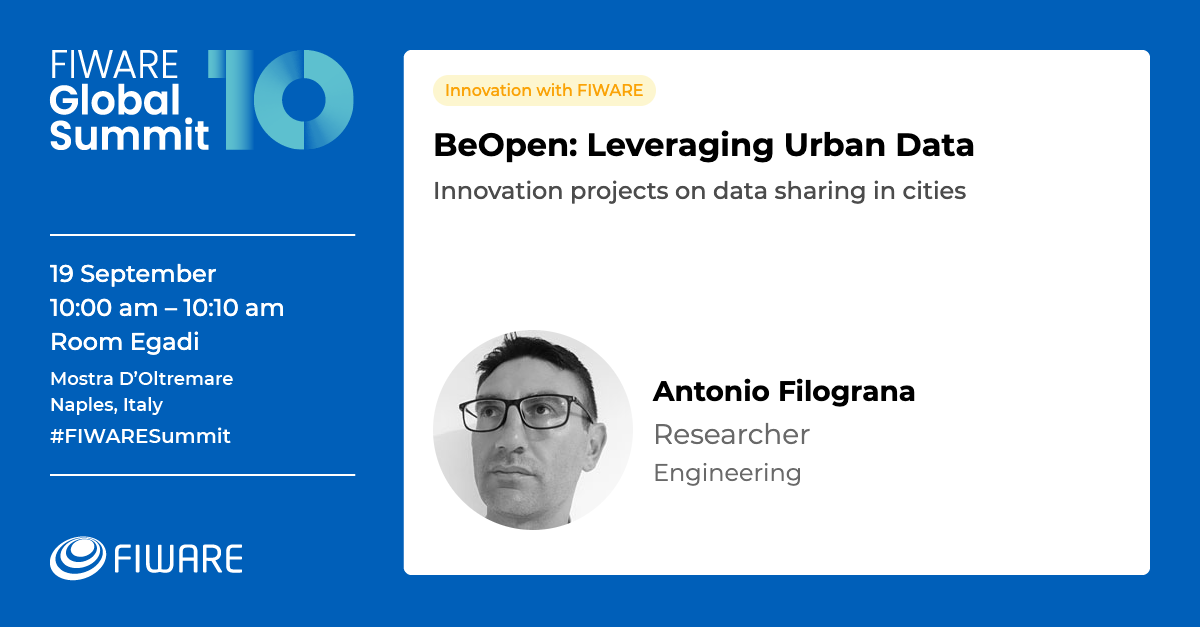 FIWARE
Global
Summit
10
19 September
10:00 am – 10:10 am
Room Egadi
Mostra D’Oltremare
Naples, Italy
#FIWARESummit
FIWARE
Innovation with FIWARE
BeOpen: Leveraging Urban Data
Innovation projects on data sharing in cities
Antonio Filograna
Researcher
Engineering